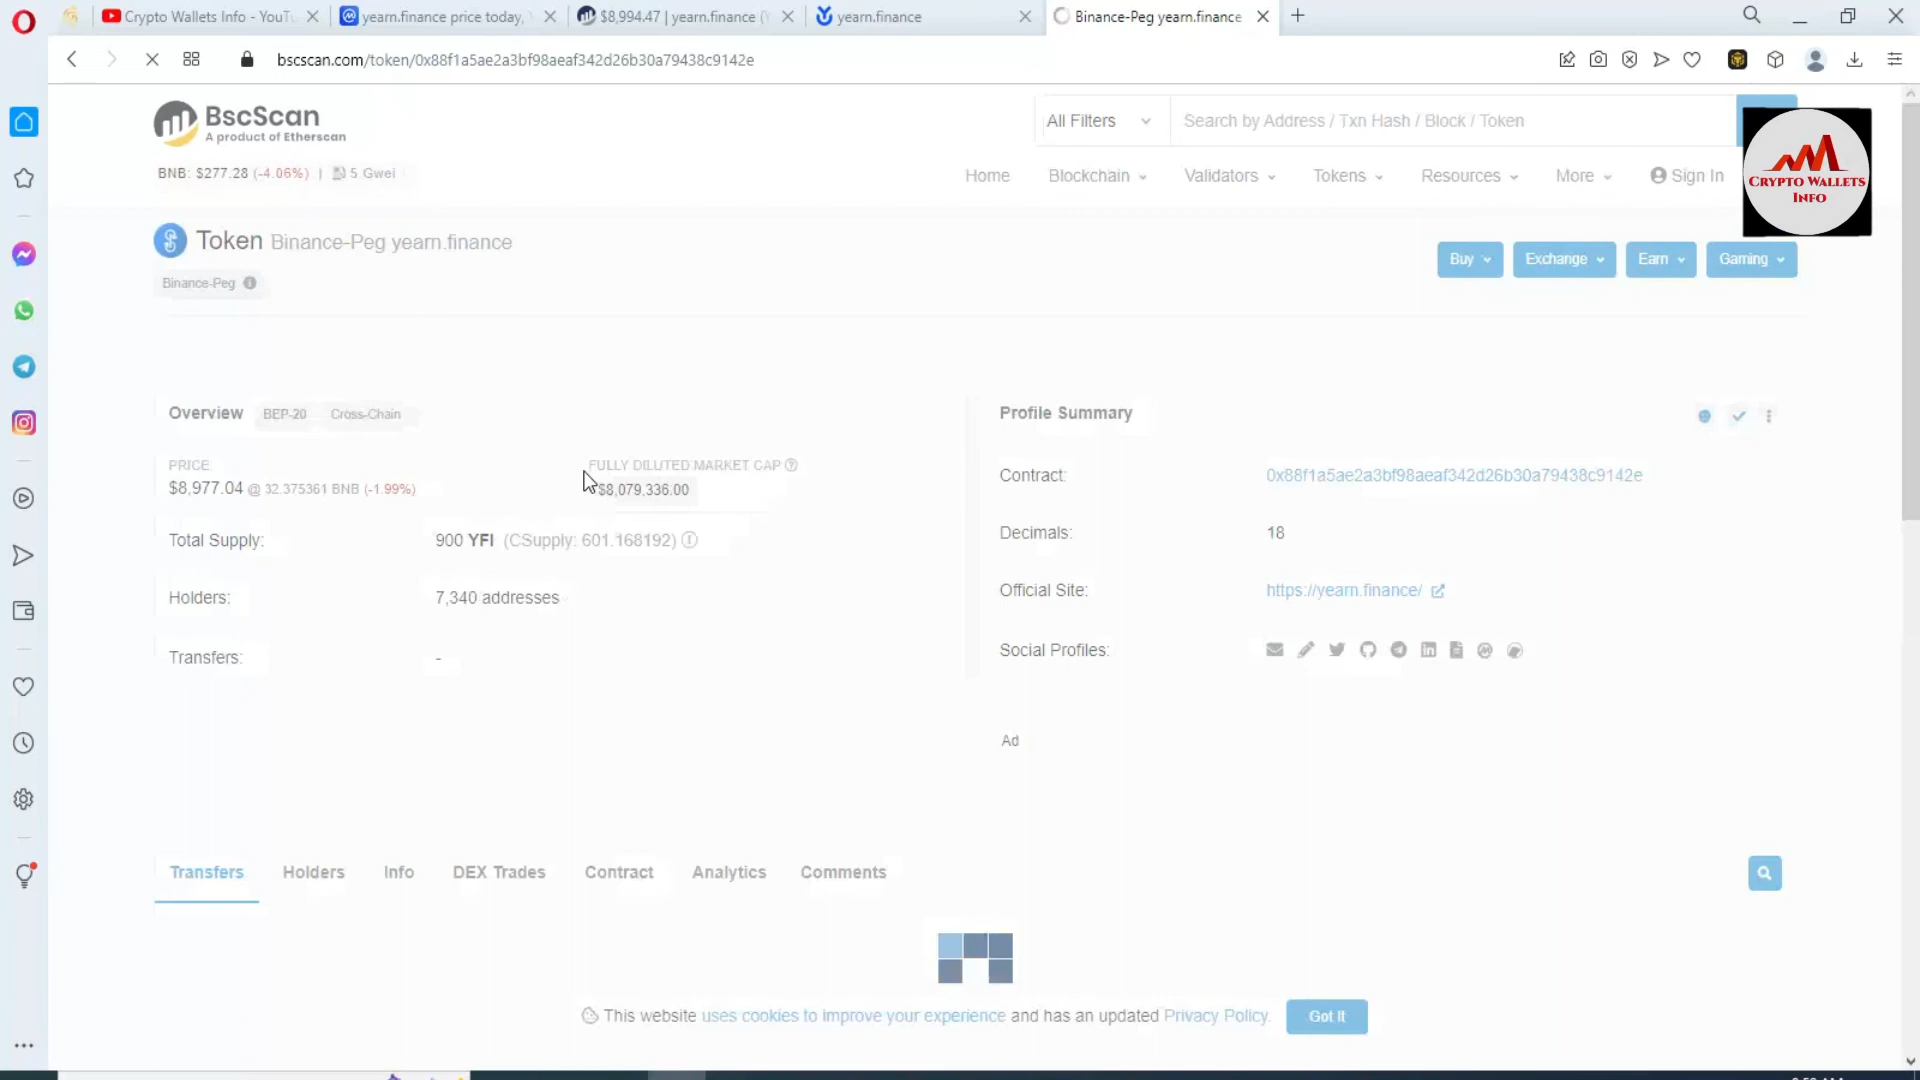 Crypto Wallets Info - YouTu
yearn.finance price today,
$8,994.47 | yearn.finance (Y
yearn.finance
Binance-Peg yearn.finance
bscscan.com/token/0x88f1a5ae2a3bf98aeaf342d26b30a79438c9142e
BscScan
A product of Etherscan
All Filters
Search by Address / Txn Hash / Block / Token
BNB: $277.28 (-4.06%) | 5 Gwei
Home
Blockchain
Validators
Tokens
Resources
More
Sign In
CRYPTO WALLETS
INFO
Token Binance-Peg yearn.finance
Binance-Peg
Buy
Exchange
Earn
Gaming
Overview
BEP-20
Cross-Chain
PRICE
$8,977.04 @ 32.375361 BNB (-1.99%)
FULLY DILUTED MARKET CAP
$8,079,336.00
Total Supply:
900 YFI (CSupply: 601.168192)
Holders:
7,340 addresses
Transfers:
-
Profile Summary
Contract:
0x88f1a5ae2a3bf98aeaf342d26b30a79438c9142e
Decimals:
18
Official Site:
https://yearn.finance/
Social Profiles:
Ad
Transfers
Holders
Info
DEX Trades
Contract
Analytics
Comments
This website uses cookies to improve your experience and has an updated Privacy Policy.
Got It